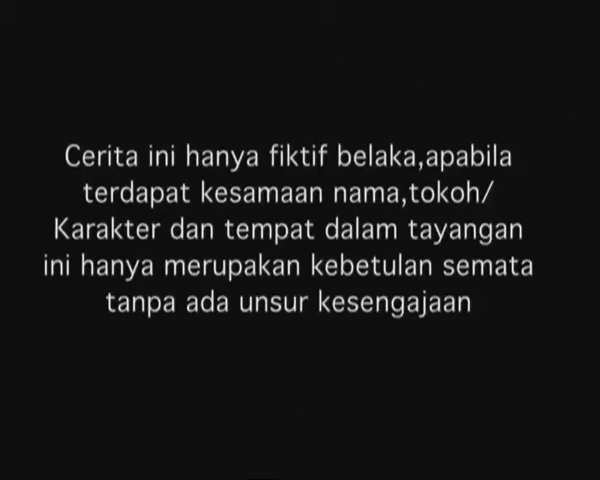 Cerita ini hanya fiktif belaka,apabila
terdapat kesamaan nama,tokoh/
Karakter dan tempat dalam tayangan
ini hanya merupakan kebetulan semata
tanpa ada unsur kesengajaan